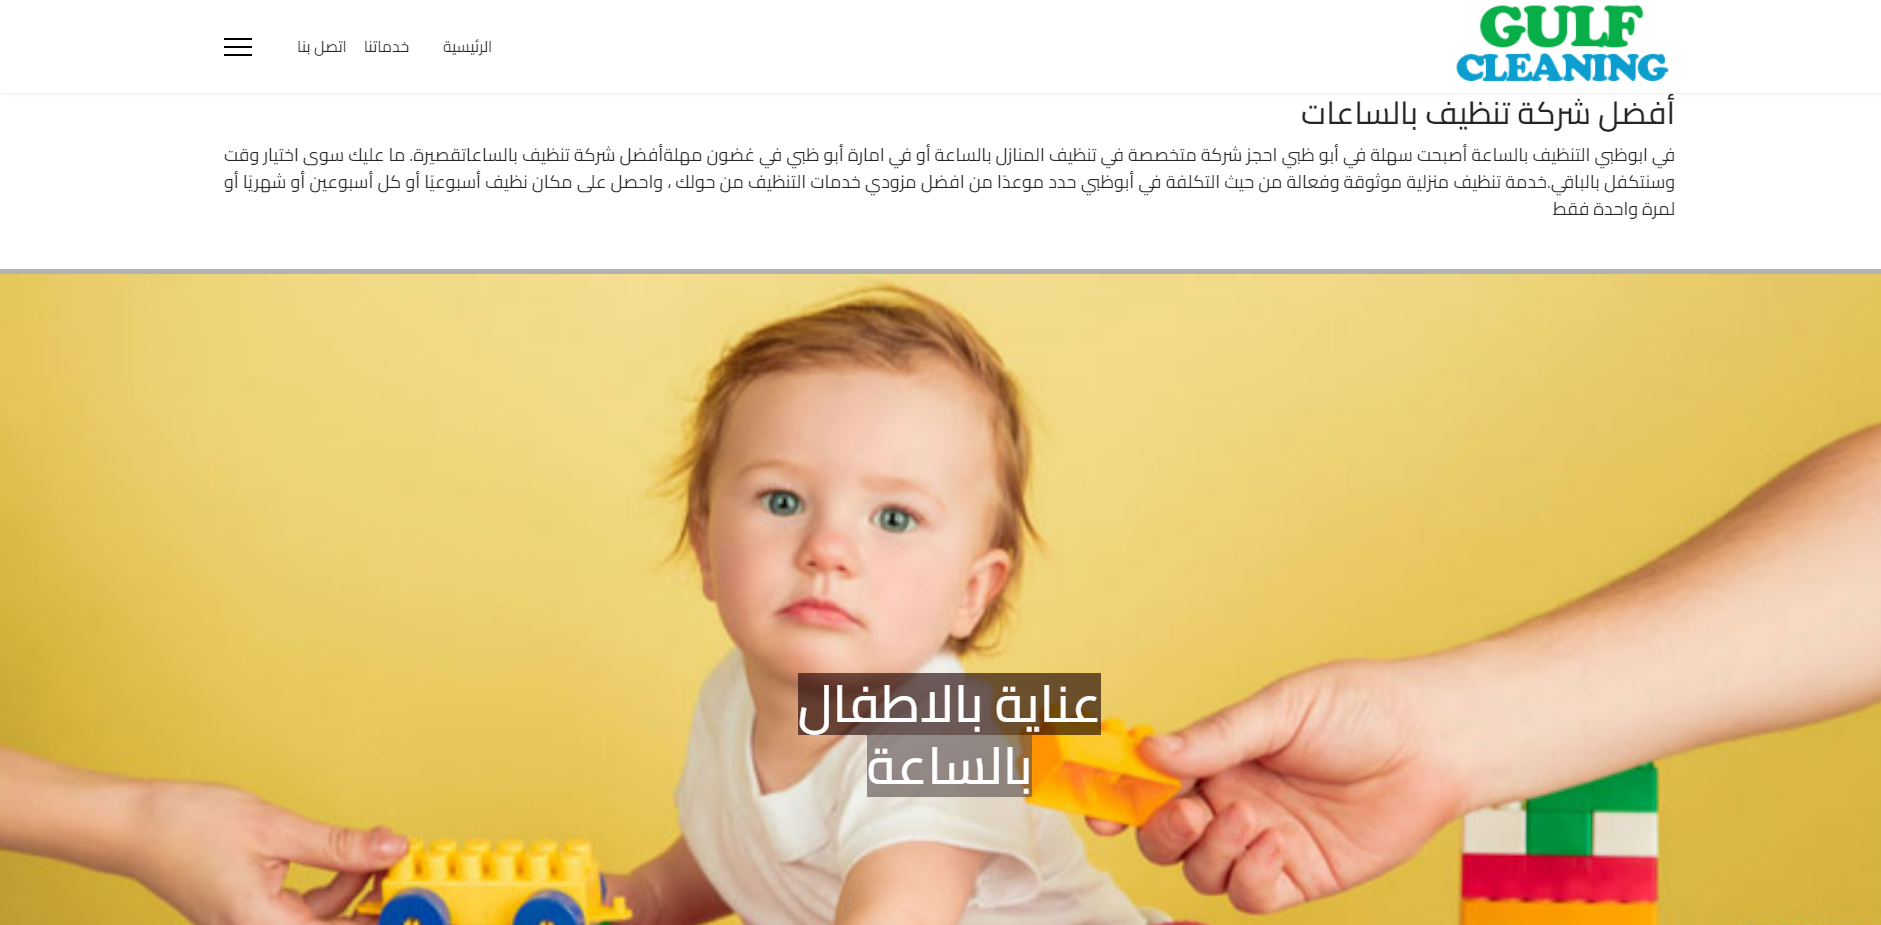 GULF
CLEANING
الرئيسية
خدماتنا
اتصل بنا
أفضل شركة تنظيف بالساعات
في ابوظبي التنظيف بالساعة أصبحت سهلة في أبو ظبي احجز شركة متخصصة في تنظيف المنازل بالساعة أو في امارة أبو ظبي في غضون مهلةأفضل شركة تنظيف بالساعاتقصيرة. ما عليك سوى اختيار وقت
وسنتكفل بالباقي.خدمة تنظيف منزلية موثوقة وفعالة من حيث التكلفة في أبوظبي حدد موعدًا من افضل مزودي خدمات التنظيف من حولك ، واحصل على مكان نظيف أسبوعيًا أو كل أسبوعين أو شهريًا أو
لمرة واحدة فقط
عناية بالاطفال
بالساعة